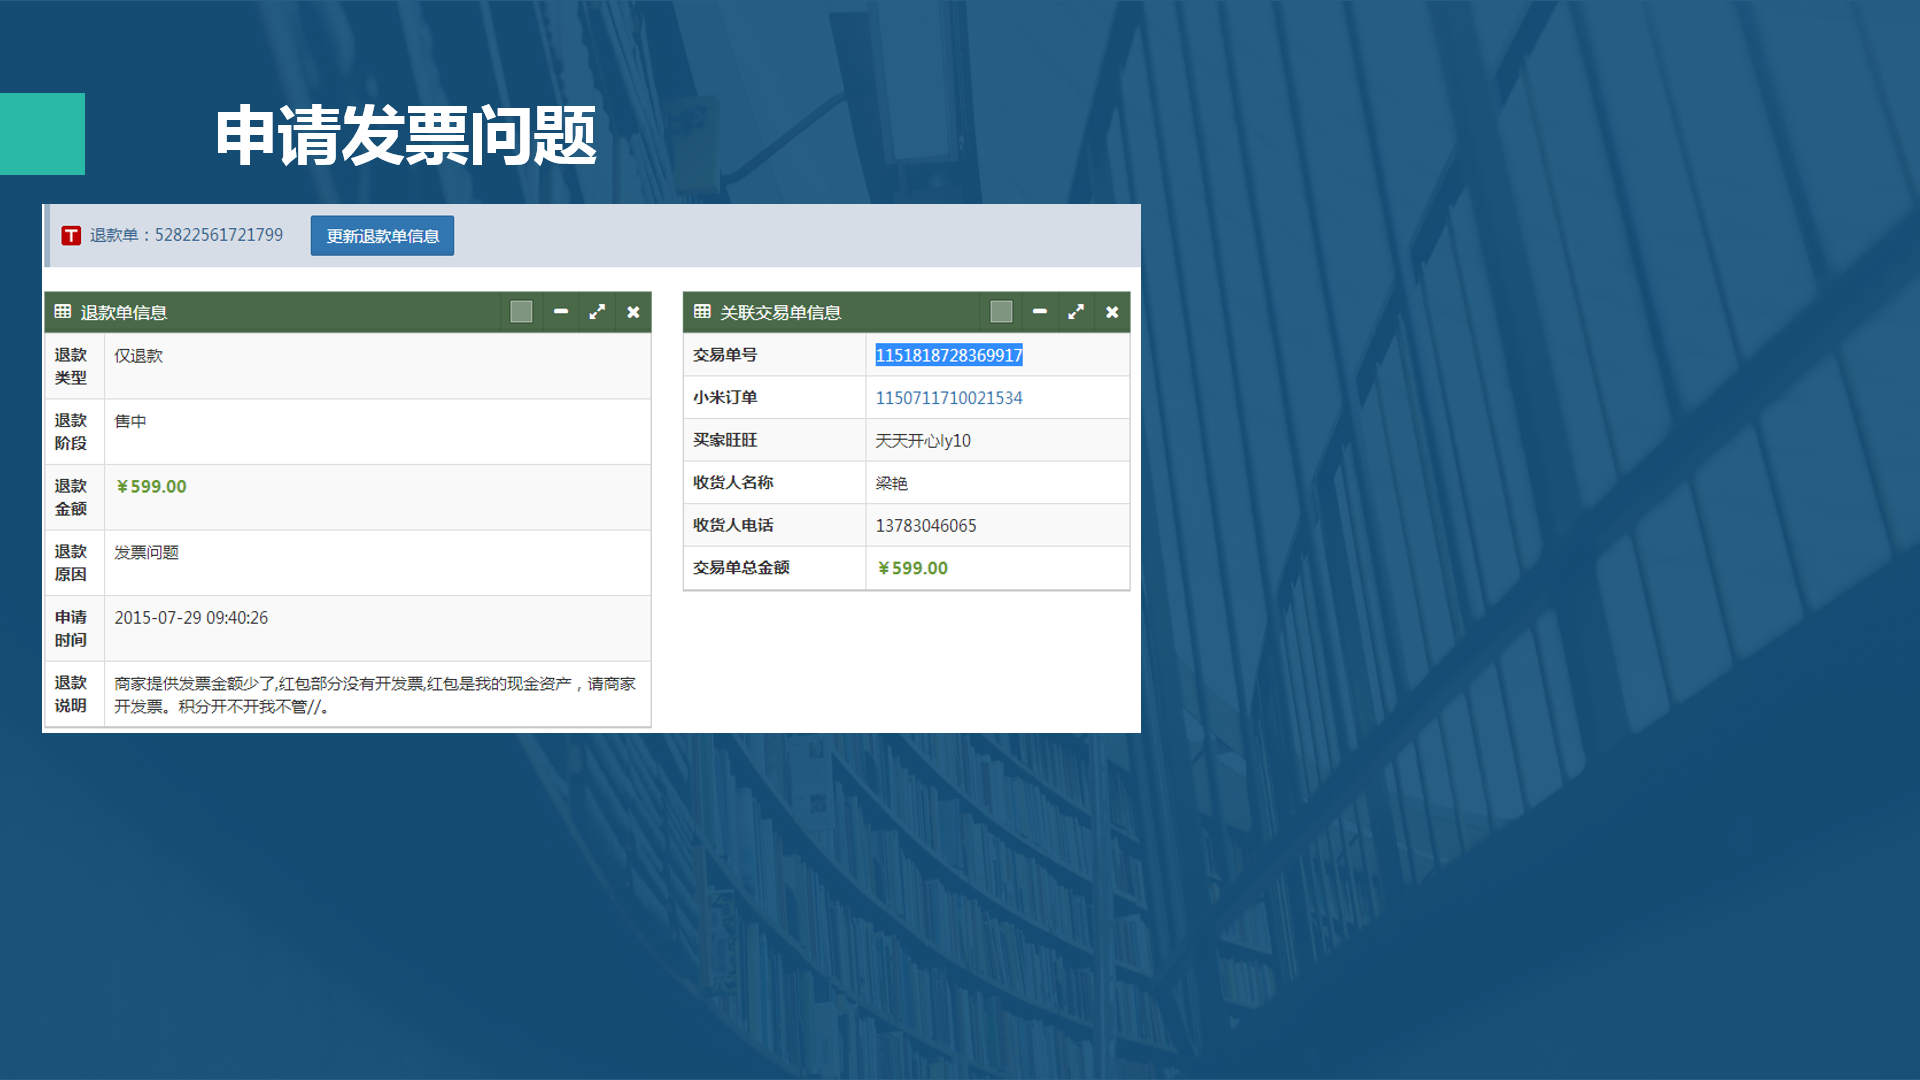 申请发票问题
T 退款单：52822561721799 更新退款单信息
退款单信息
退款类型 仅退款
退款阶段 售中
退款金额 ￥599.00
退款原因 发票问题
申请时间 2015-07-29 09:40:26
退款说明 商家提供发票金额少了,红包部分没有开发票,红包是我的现金资产，请商家
开发票。积分开不开我不管//。
关联交易单信息
交易单号 1151818728369917
小米订单 1150711710021534
买家旺旺 天天开心ly10
收货人名称 梁艳
收货人电话 13783046065
交易单总金额 ￥599.00